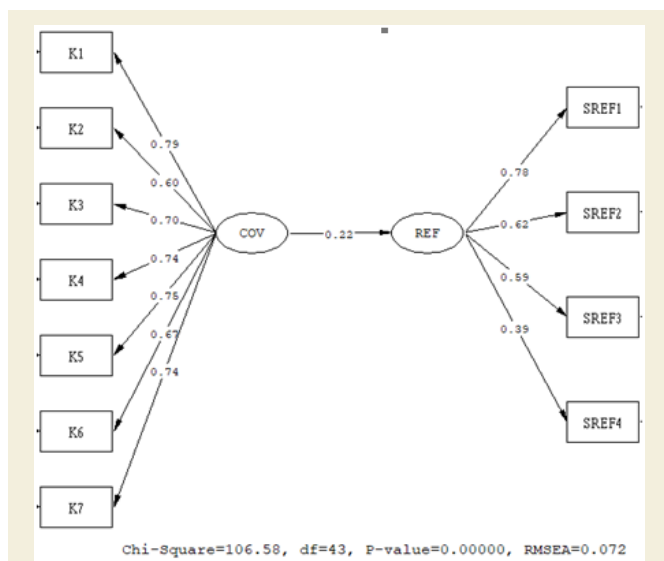 K1
K2
K3
K4
K5
K6
K7
0.79
0.60
0.70
0.74
0.75
0.67
0.74
COV
0.22
REF
0.78
0.62
0.59
0.39
SREF1
SREF2
SREF3
SREF4
Chi-Square=106.58, df=43, P-value=0.00000, RMSEA=0.072